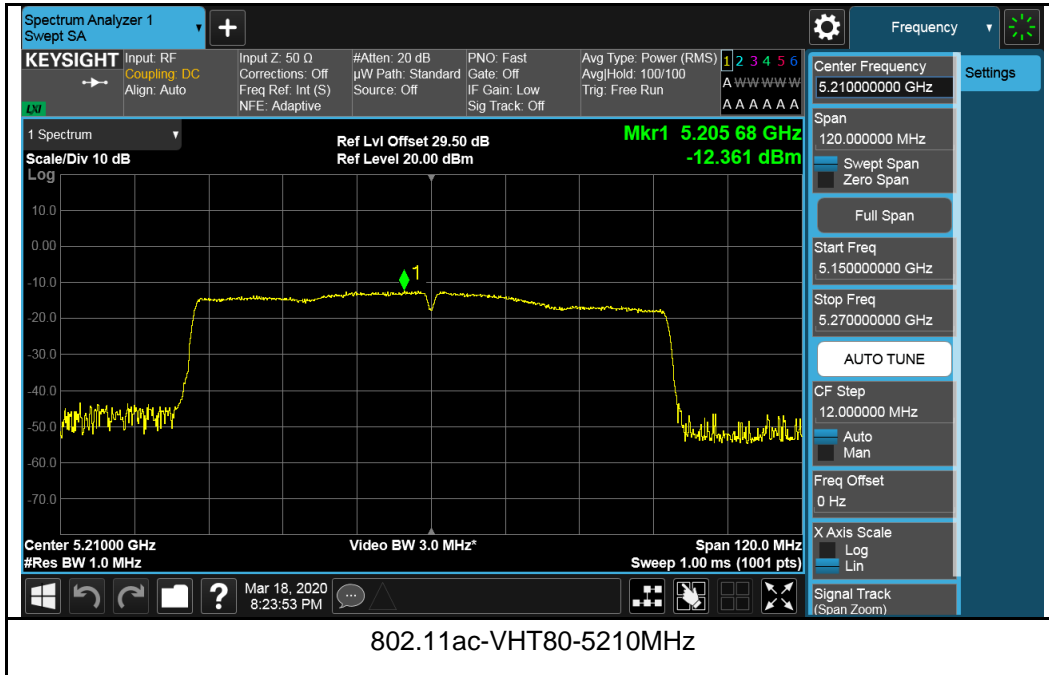 Spectrum Analyzer 1
Swept SA
Frequency
KEYSIGHT
Input: RF
Coupling: DC
Align: Auto
LXI
Input Z: 50 Ω
Corrections: Off
Freq Ref: Int (S)
NFE: Adaptive
#Atten: 20 dB
µW Path: Standard
Source: Off
PNO: Fast
Gate: Off
IF Gain: Low
Sig Track: Off
Avg Type: Power (RMS)
Avg|Hold: 100/100
Trig: Free Run
1 2 3 4 5 6
A W W W W W
A A A A A A
1 Spectrum
Scale/Div 10 dB
Log
Ref Lvl Offset 29.50 dB
Ref Level 20.00 dBm
Mkr1 5.205 68 GHz
-12.361 dBm
10.0
0.00
-10.0
-20.0
-30.0
-40.0
-50.0
-60.0
-70.0
1
Center 5.21000 GHz
#Res BW 1.0 MHz
Video BW 3.0 MHz*
Span 120.0 MHz
Sweep 1.00 ms (1001 pts)
Mar 18, 2020
8:23:53 PM
Center Frequency
5.210000000 GHz
Settings
Span
120.000000 MHz
Swept Span
Zero Span
Full Span
Start Freq
5.150000000 GHz
Stop Freq
5.270000000 GHz
AUTO TUNE
CF Step
12.000000 MHz
Auto
Man
Freq Offset
0 Hz
X Axis Scale
Log
Lin
Signal Track
(Span Zoom)
802.11ac-VHT80-5210MHz